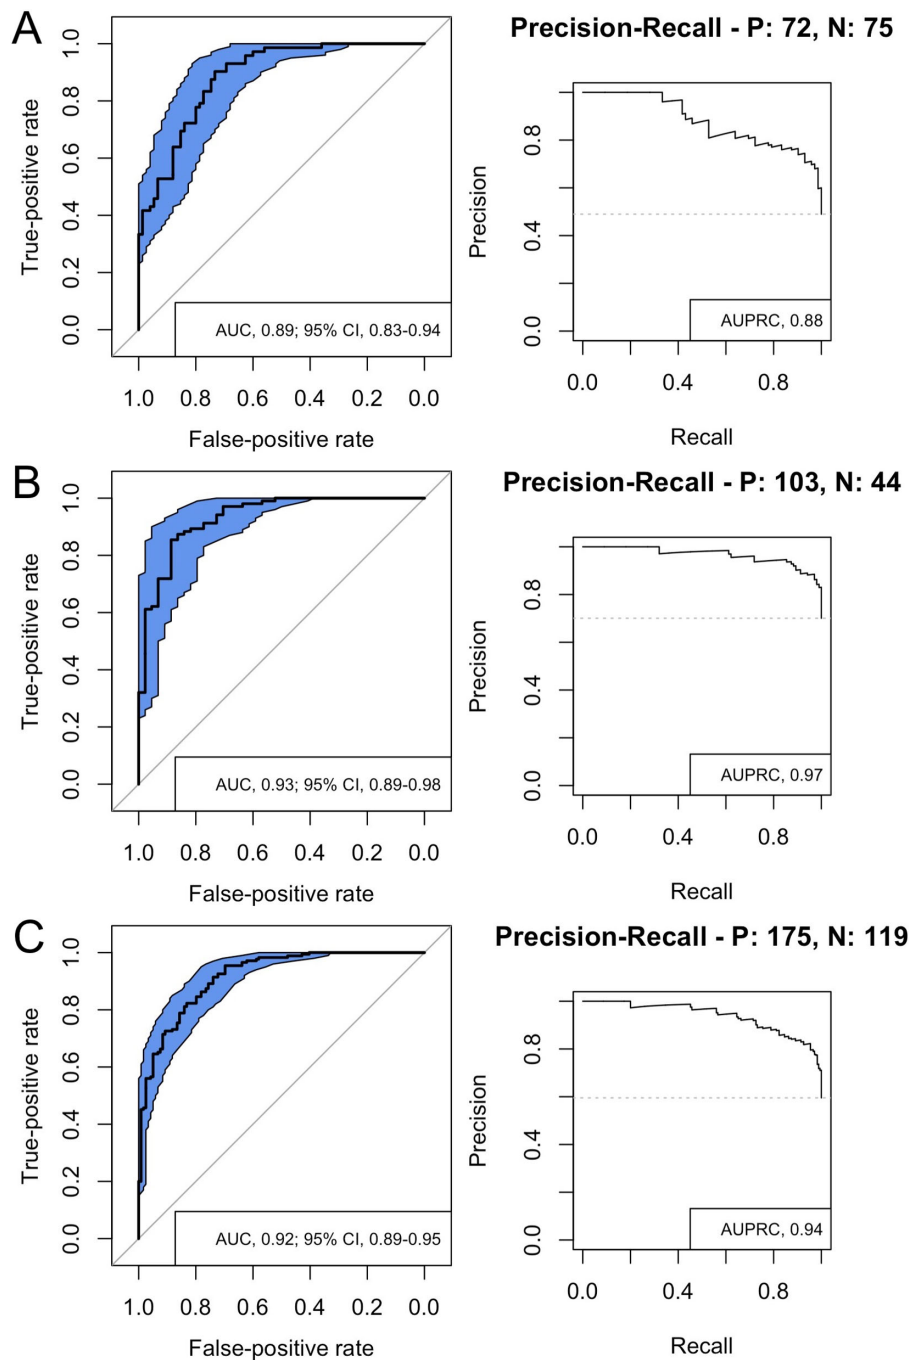 A
Precision-Recall - P: 72, N: 75
True-positive rate
0.0 0.2 0.4 0.6 0.8 1.0
AUC, 0.89; 95% CI, 0.83-0.94
1.0 0.8 0.6 0.4 0.2 0.0
False-positive rate
Precision
0.0 0.4 0.8
AUPRC, 0.88
0.0 0.4 0.8
Recall
B
Precision-Recall - P: 103, N: 44
True-positive rate
0.0 0.2 0.4 0.6 0.8 1.0
AUC, 0.93; 95% CI, 0.89-0.98
1.0 0.8 0.6 0.4 0.2 0.0
False-positive rate
Precision
0.0 0.4 0.8
AUPRC, 0.97
0.0 0.4 0.8
Recall
C
Precision-Recall - P: 175, N: 119
True-positive rate
0.0 0.2 0.4 0.6 0.8 1.0
AUC, 0.92; 95% CI, 0.89-0.95
1.0 0.8 0.6 0.4 0.2 0.0
False-positive rate
Precision
0.0 0.4 0.8
AUPRC, 0.94
0.0 0.4 0.8
Recall